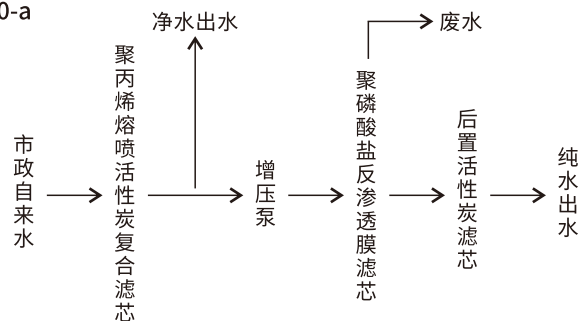 0-a
净水出水
废水
市政自来水
聚丙烯熔喷活性炭复合滤芯
增压泵
聚磷酸盐反渗透膜滤芯
后置活性炭滤芯
纯水出水